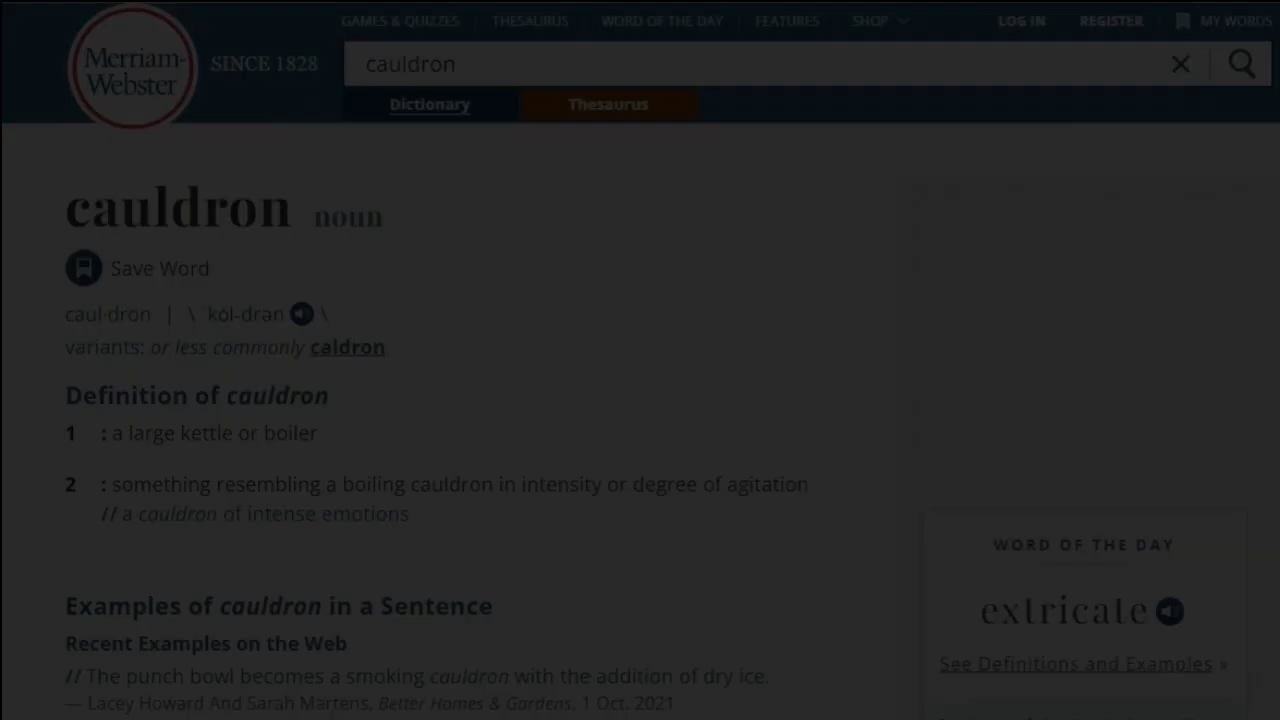 GAMES & QUIZZES THESAURUS WORD OF THE DAY FEATURES SHOP LOG IN REGISTER MY WORDS
Merriam-
Webster
SINCE 1828
cauldron
Dictionary Thesaurus
cauldron noun
Save Word
caul·dron | \ ˈkȯl-drən \
variants: or less commonly caldron
Definition of cauldron
1 : a large kettle or boiler
2 : something resembling a boiling cauldron in intensity or degree of agitation
// a cauldron of intense emotions
WORD OF THE DAY
extricate
See Definitions and Examples »
Examples of cauldron in a Sentence
Recent Examples on the Web
// The punch bowl becomes a smoking cauldron with the addition of dry ice.
— Lacey Howard And Sarah Martens, Better Homes & Gardens, 1 Oct. 2021